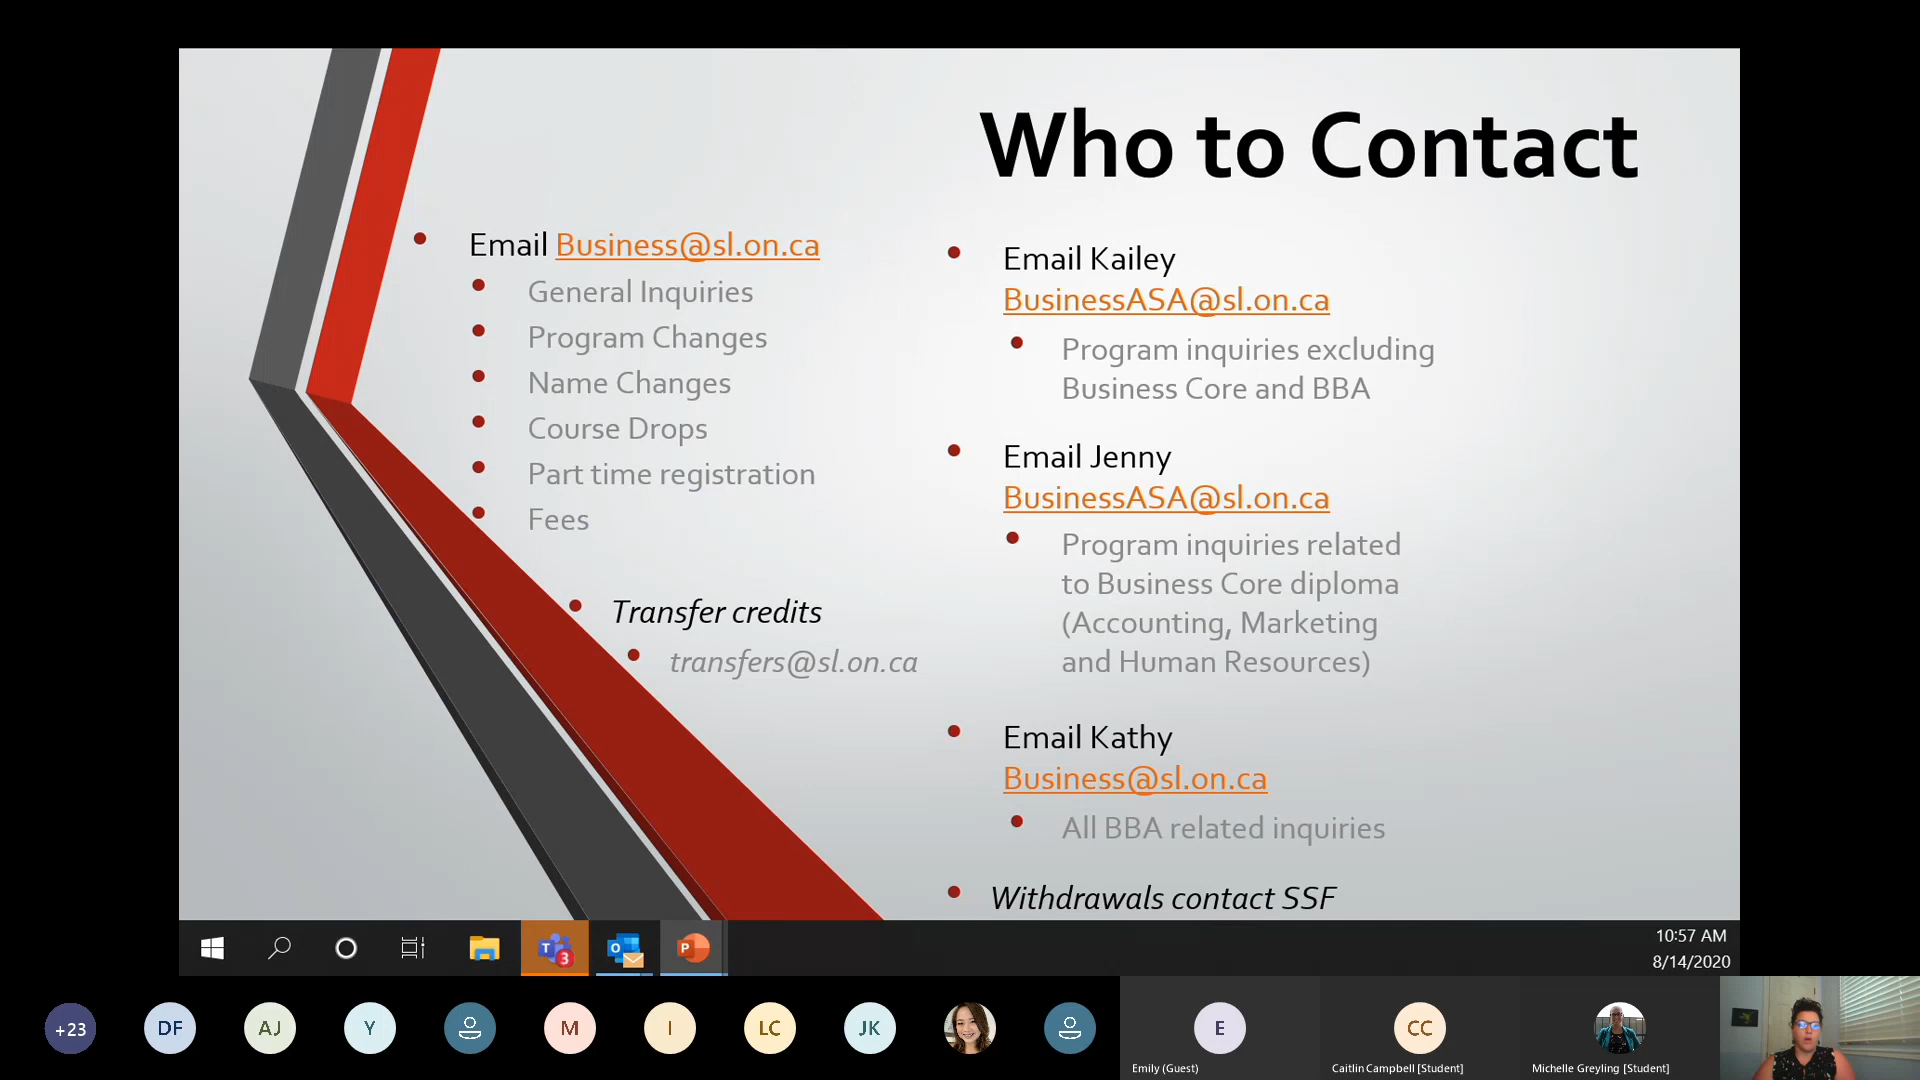 Who to Contact
Email Business@sl.on.ca
General Inquiries
Program Changes
Name Changes
Course Drops
Part time registration
Fees
Transfer credits
transfers@sl.on.ca
Email Kailey
BusinessASA@sl.on.ca
Program inquiries excluding
Business Core and BBA
Email Jenny
BusinessASA@sl.on.ca
Program inquiries related
to Business Core diploma
(Accounting, Marketing
and Human Resources)
Email Kathy
Business@sl.on.ca
All BBA related inquiries
Withdrawals contact SSF
T
3
O
P
10:57 AM
8/14/2020
+23
DF
AJ
Y
M
I
LC
JK
E
CC
Emily (Guest)
Caitlin Campbell [Student]
Michelle Greyling [Student]